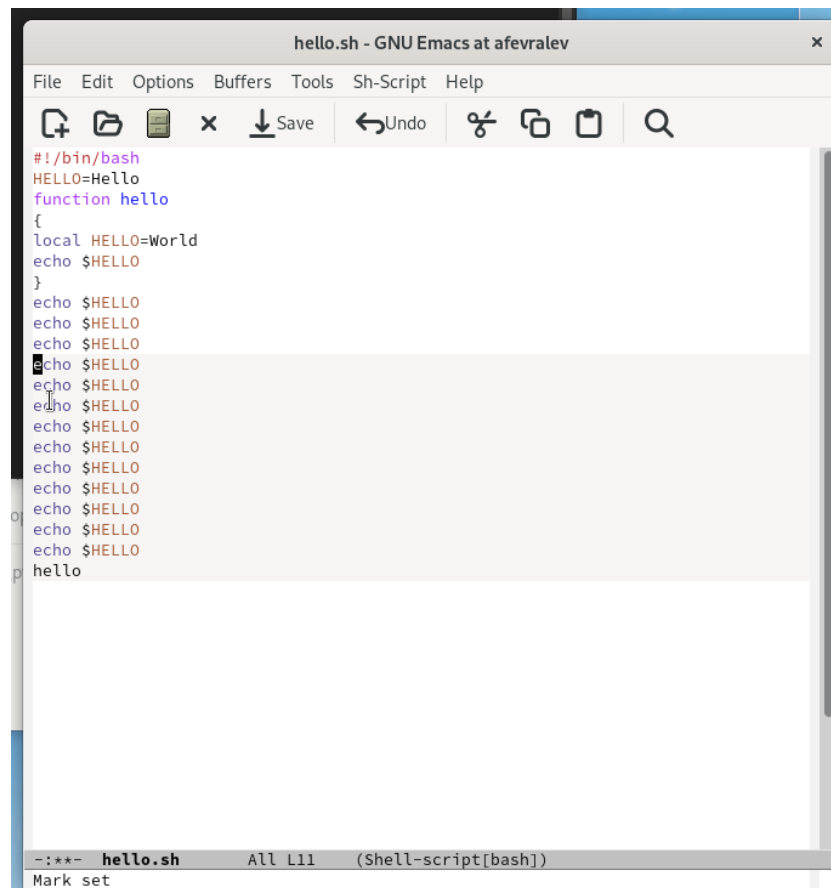 hello.sh - GNU Emacs at afevralev
File Edit Options Buffers Tools Sh-Script Help
Save Undo
#!/bin/bash
HELLO=Hello
function hello
{
local HELLO=World
echo $HELLO
}
echo $HELLO
echo $HELLO
echo $HELLO
echo $HELLO
echo $HELLO
echo $HELLO
echo $HELLO
echo $HELLO
echo $HELLO
echo $HELLO
echo $HELLO
echo $HELLO
echo $HELLO
hello
-:**- hello.sh All L11 (Shell-script[bash])
Mark set